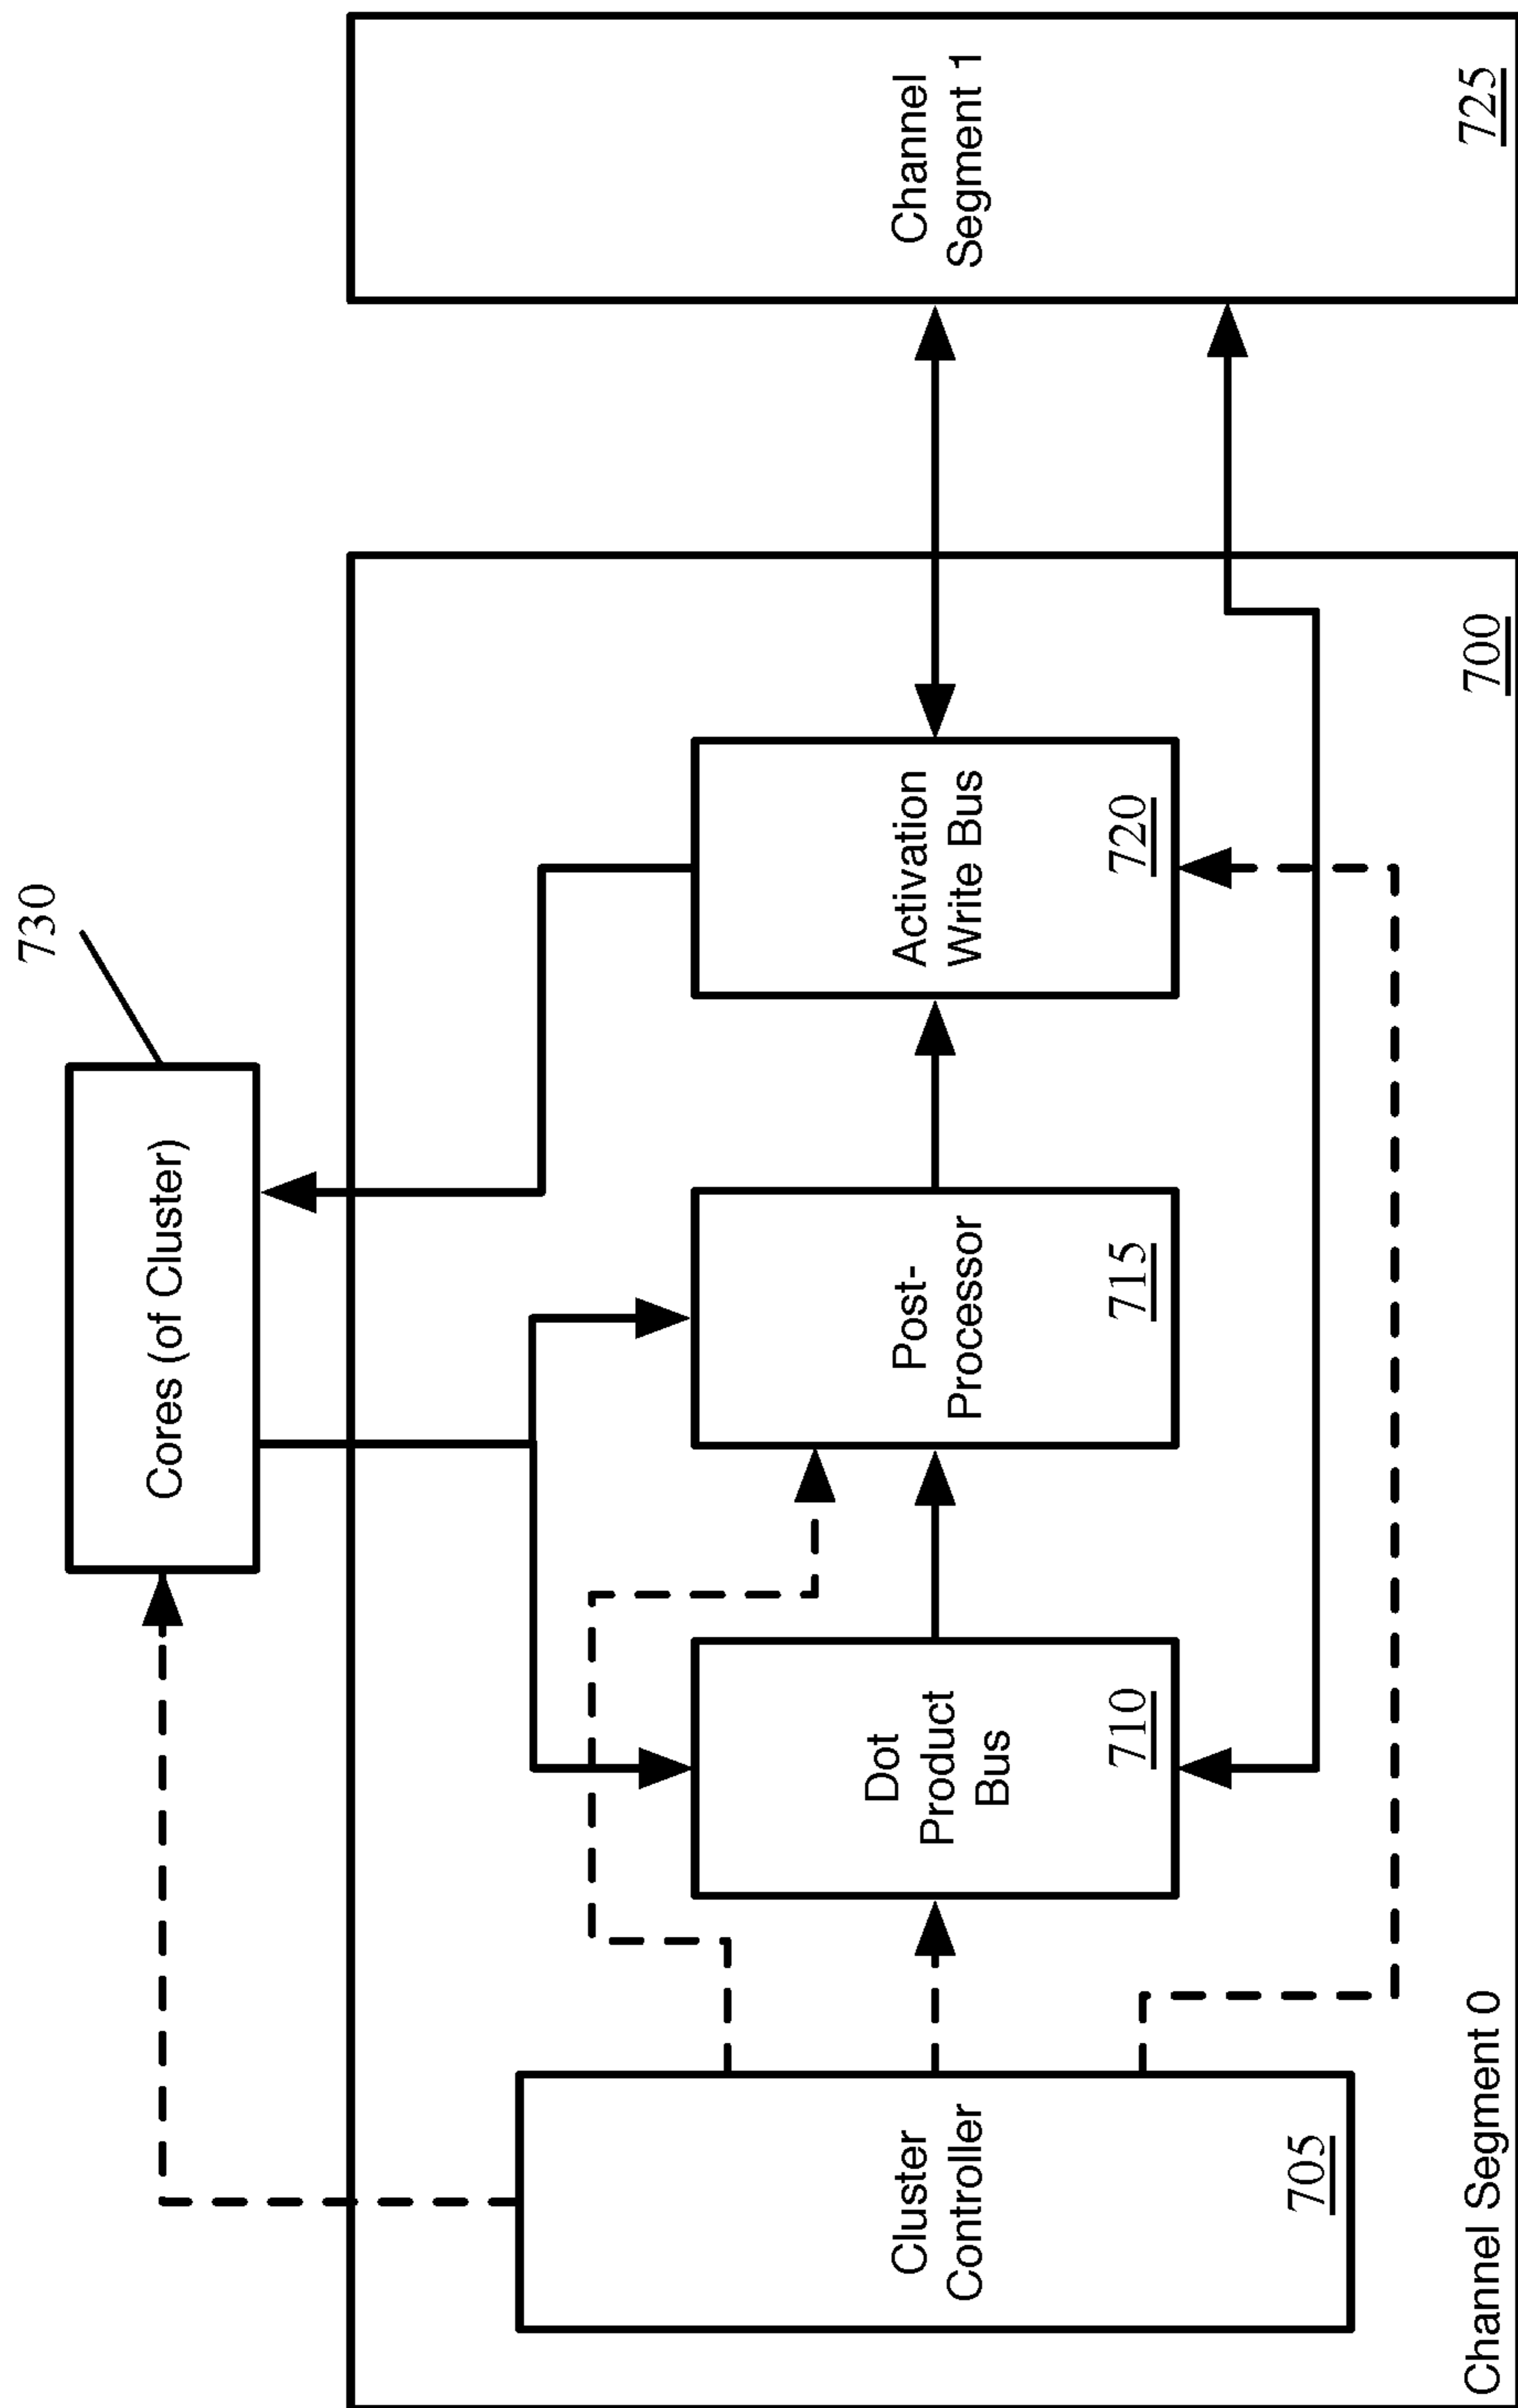 730
Cores (of Cluster)
Cluster
Controller
705
Dot
Product
Bus
710
Post-
Processor
715
Activation
Write Bus
720
Channel
Segment 1
725
Channel Segment 0
700